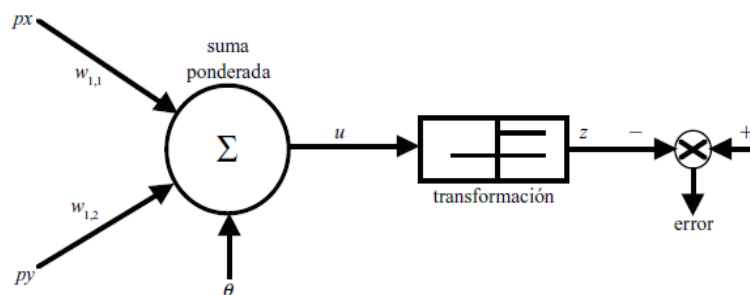 px
suma
ponderada
w1,1
Σ
u
z
−
+
transformación
w1,2
error
py
θ